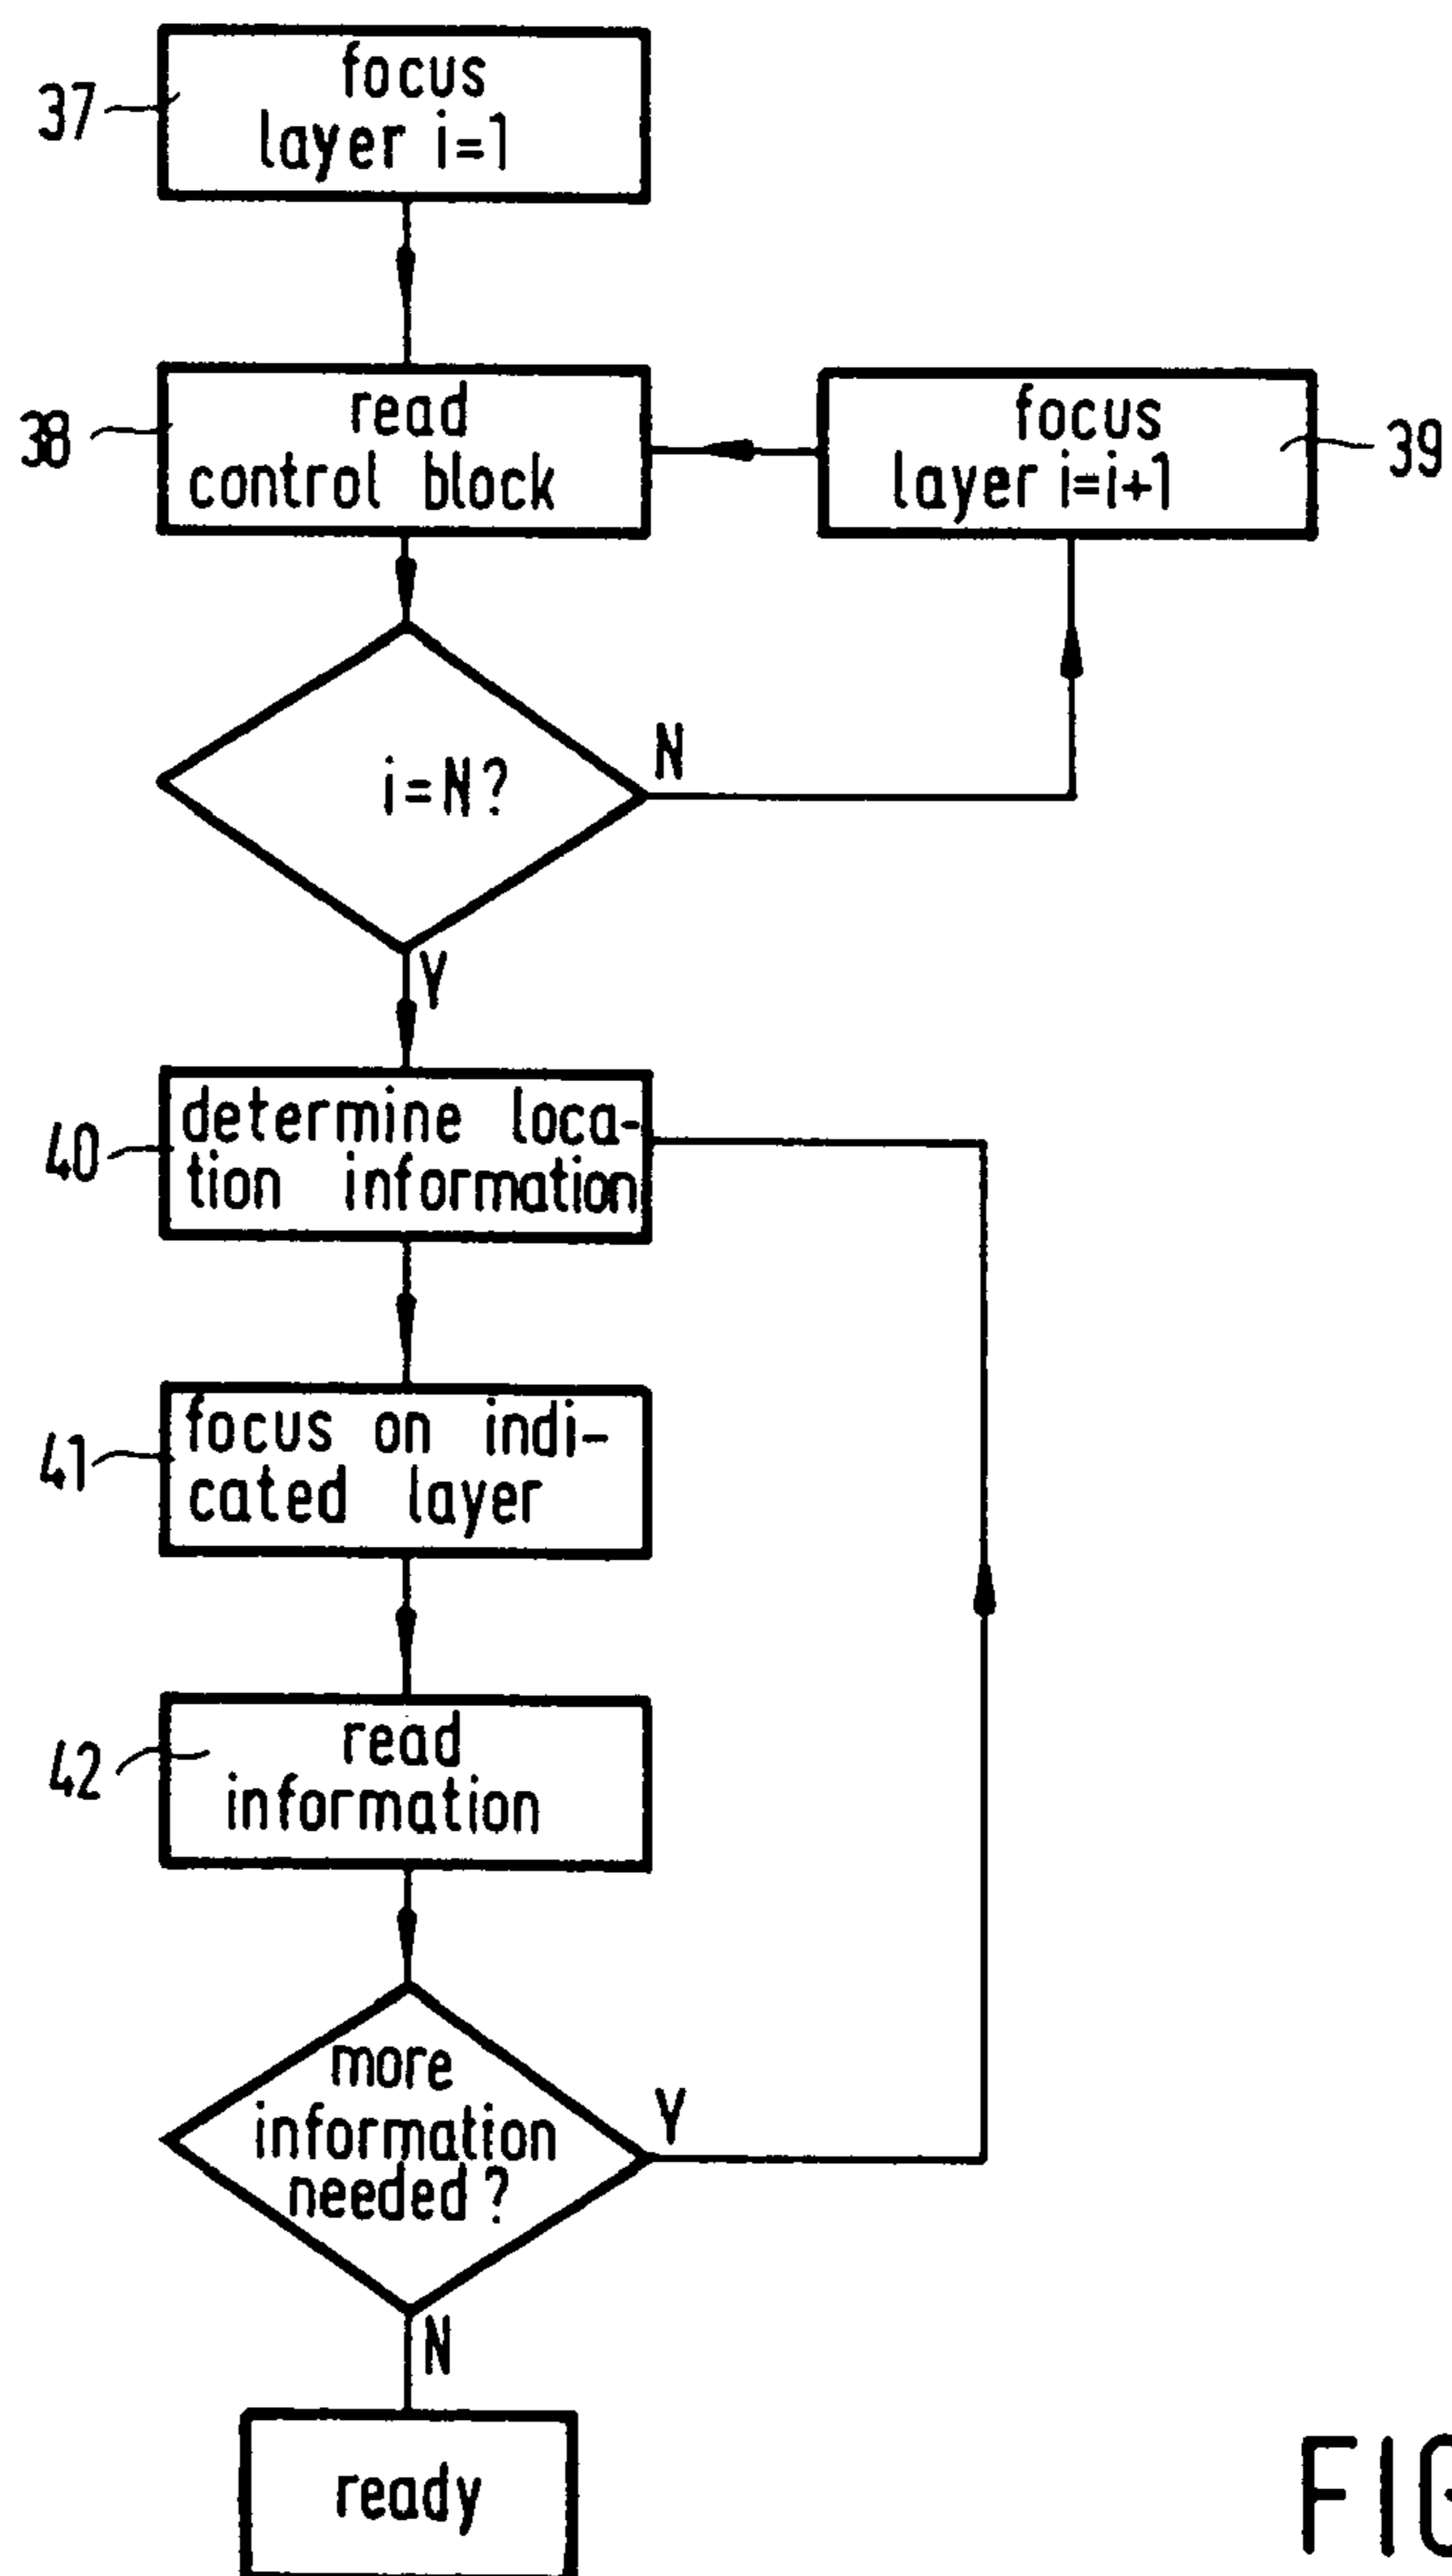 focus
layer i=1
37
read
control block
38
focus
layer i=i+1
39
i=N?
N
Y
determine loca-
tion information
40
focus on indi-
cated layer
41
read
information
42
more
information
needed?
Y
N
ready